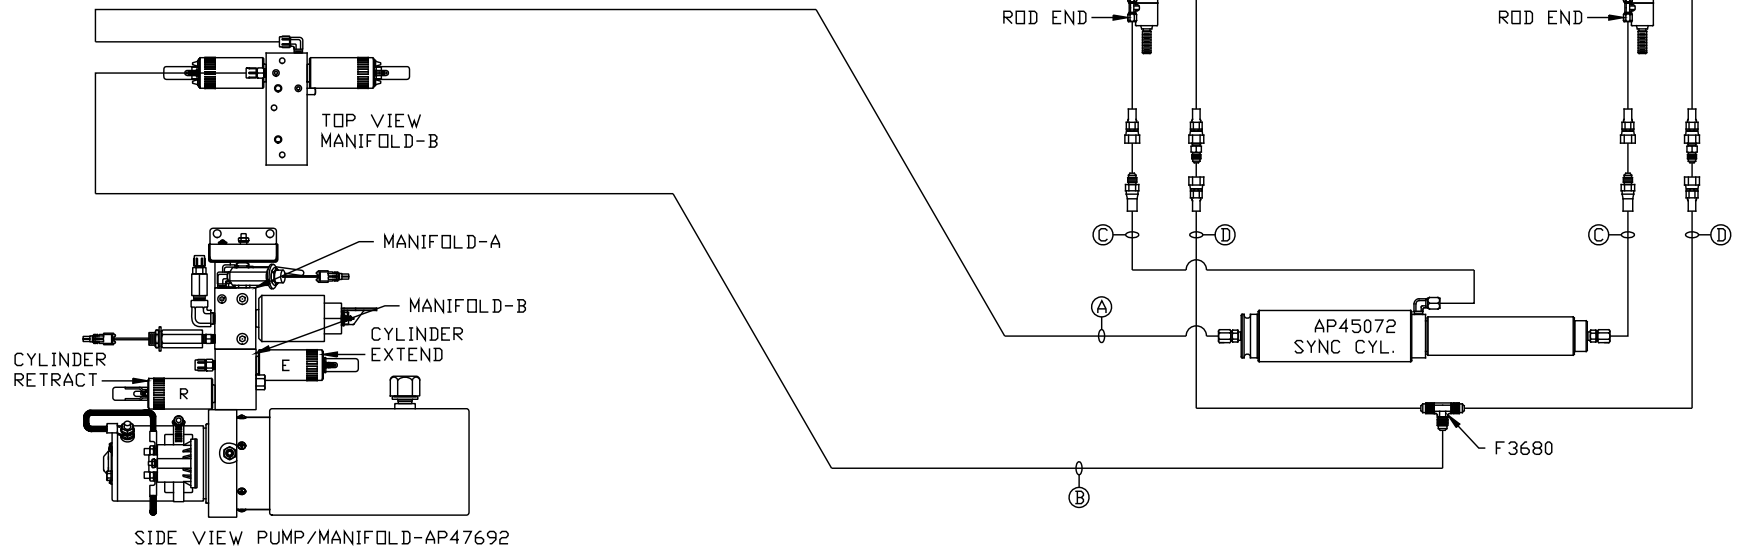 ROD END
ROD END
TOP VIEW
MANIFOLD-B
C
D
C
D
MANIFOLD-A
MANIFOLD-B
A
AP45072
SYNC CYL.
CYLINDER
EXTEND
CYLINDER
RETRACT
E
R
F3680
B
SIDE VIEW PUMP/MANIFOLD-AP47692